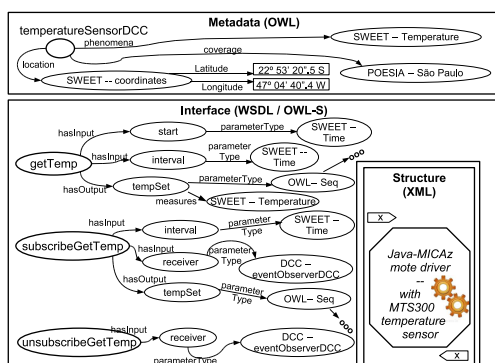 Metadata (OWL)
temperatureSensorDCC
phenomena
SWEET – Temperature
coverage
location
Latitude
22º 53' 20".5 S
POESIA – São Paulo
SWEET -- coordinates
Longitude
47º 04' 40".4 W
Interface (WSDL / OWL-S)
hasInput
start
parameterType
SWEET –
Time
getTemp
hasInput
interval
parameter
Type
SWEET --
Time
hasOutput
tempSet
parameterType
OWL– Seq
measures
SWEET – Temperature
hasInput
interval
parameter
Type
SWEET –
Time
subscribeGetTemp
hasInput
receiver
parameter
Type
DCC –
eventObserverDCC
hasOutput
tempSet
parameter
Type
OWL – Seq
unsubscribeGetTemp
hasInput
receiver
parameterType
DCC –
eventObserverDCC
Structure
(XML)
X
Java-MICAz
mote driver
--
with
MTS300
temperature
sensor
X